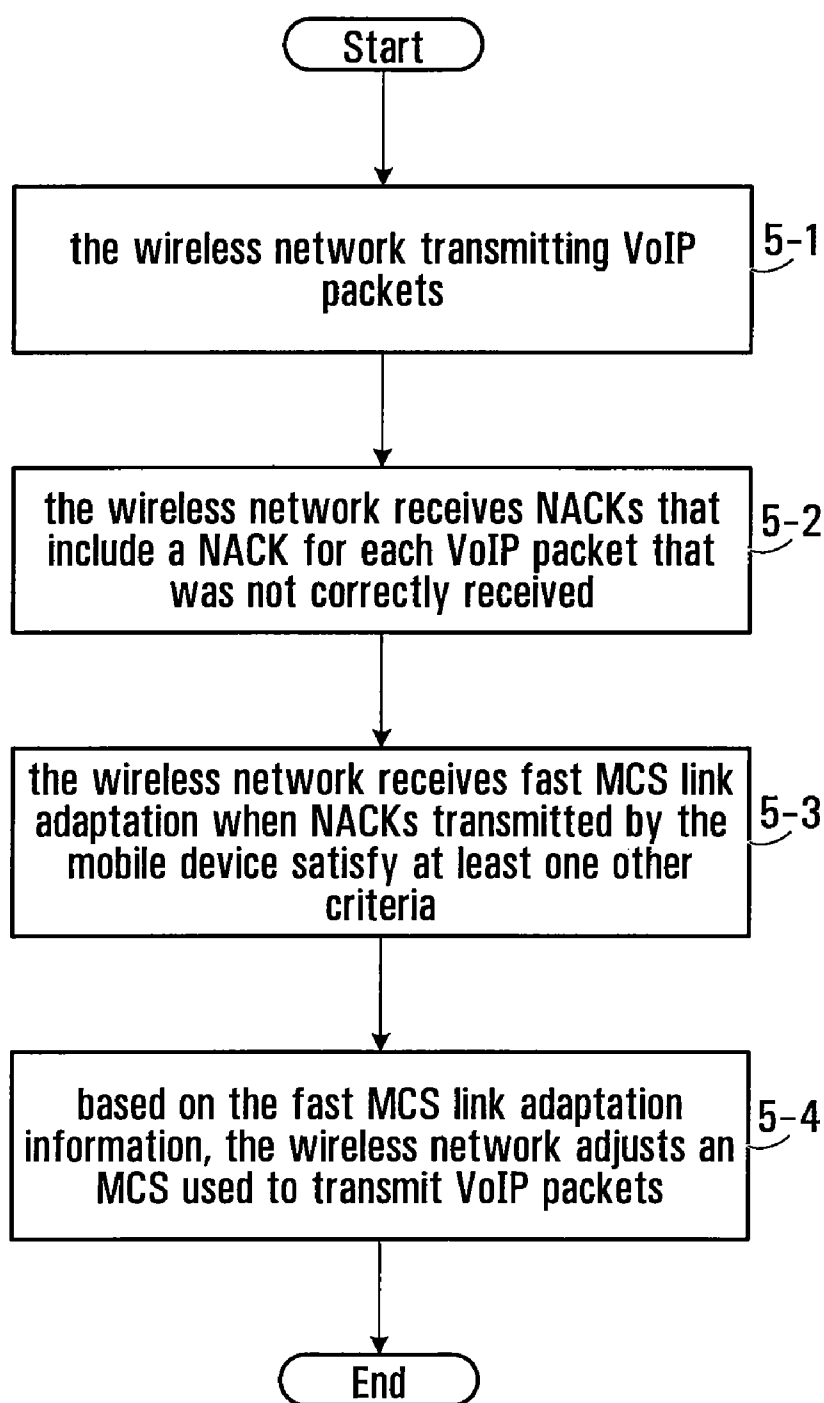 Start
the wireless network transmitting VoIP
packets
5-1
the wireless network receives NACKs that
include a NACK for each VoIP packet that
was not correctly received
5-2
the wireless network receives fast MCS link
adaptation when NACKs transmitted by the
mobile device satisfy at least one other
criteria
5-3
based on the fast MCS link adaptation
information, the wireless network adjusts an
MCS used to transmit VoIP packets
5-4
End